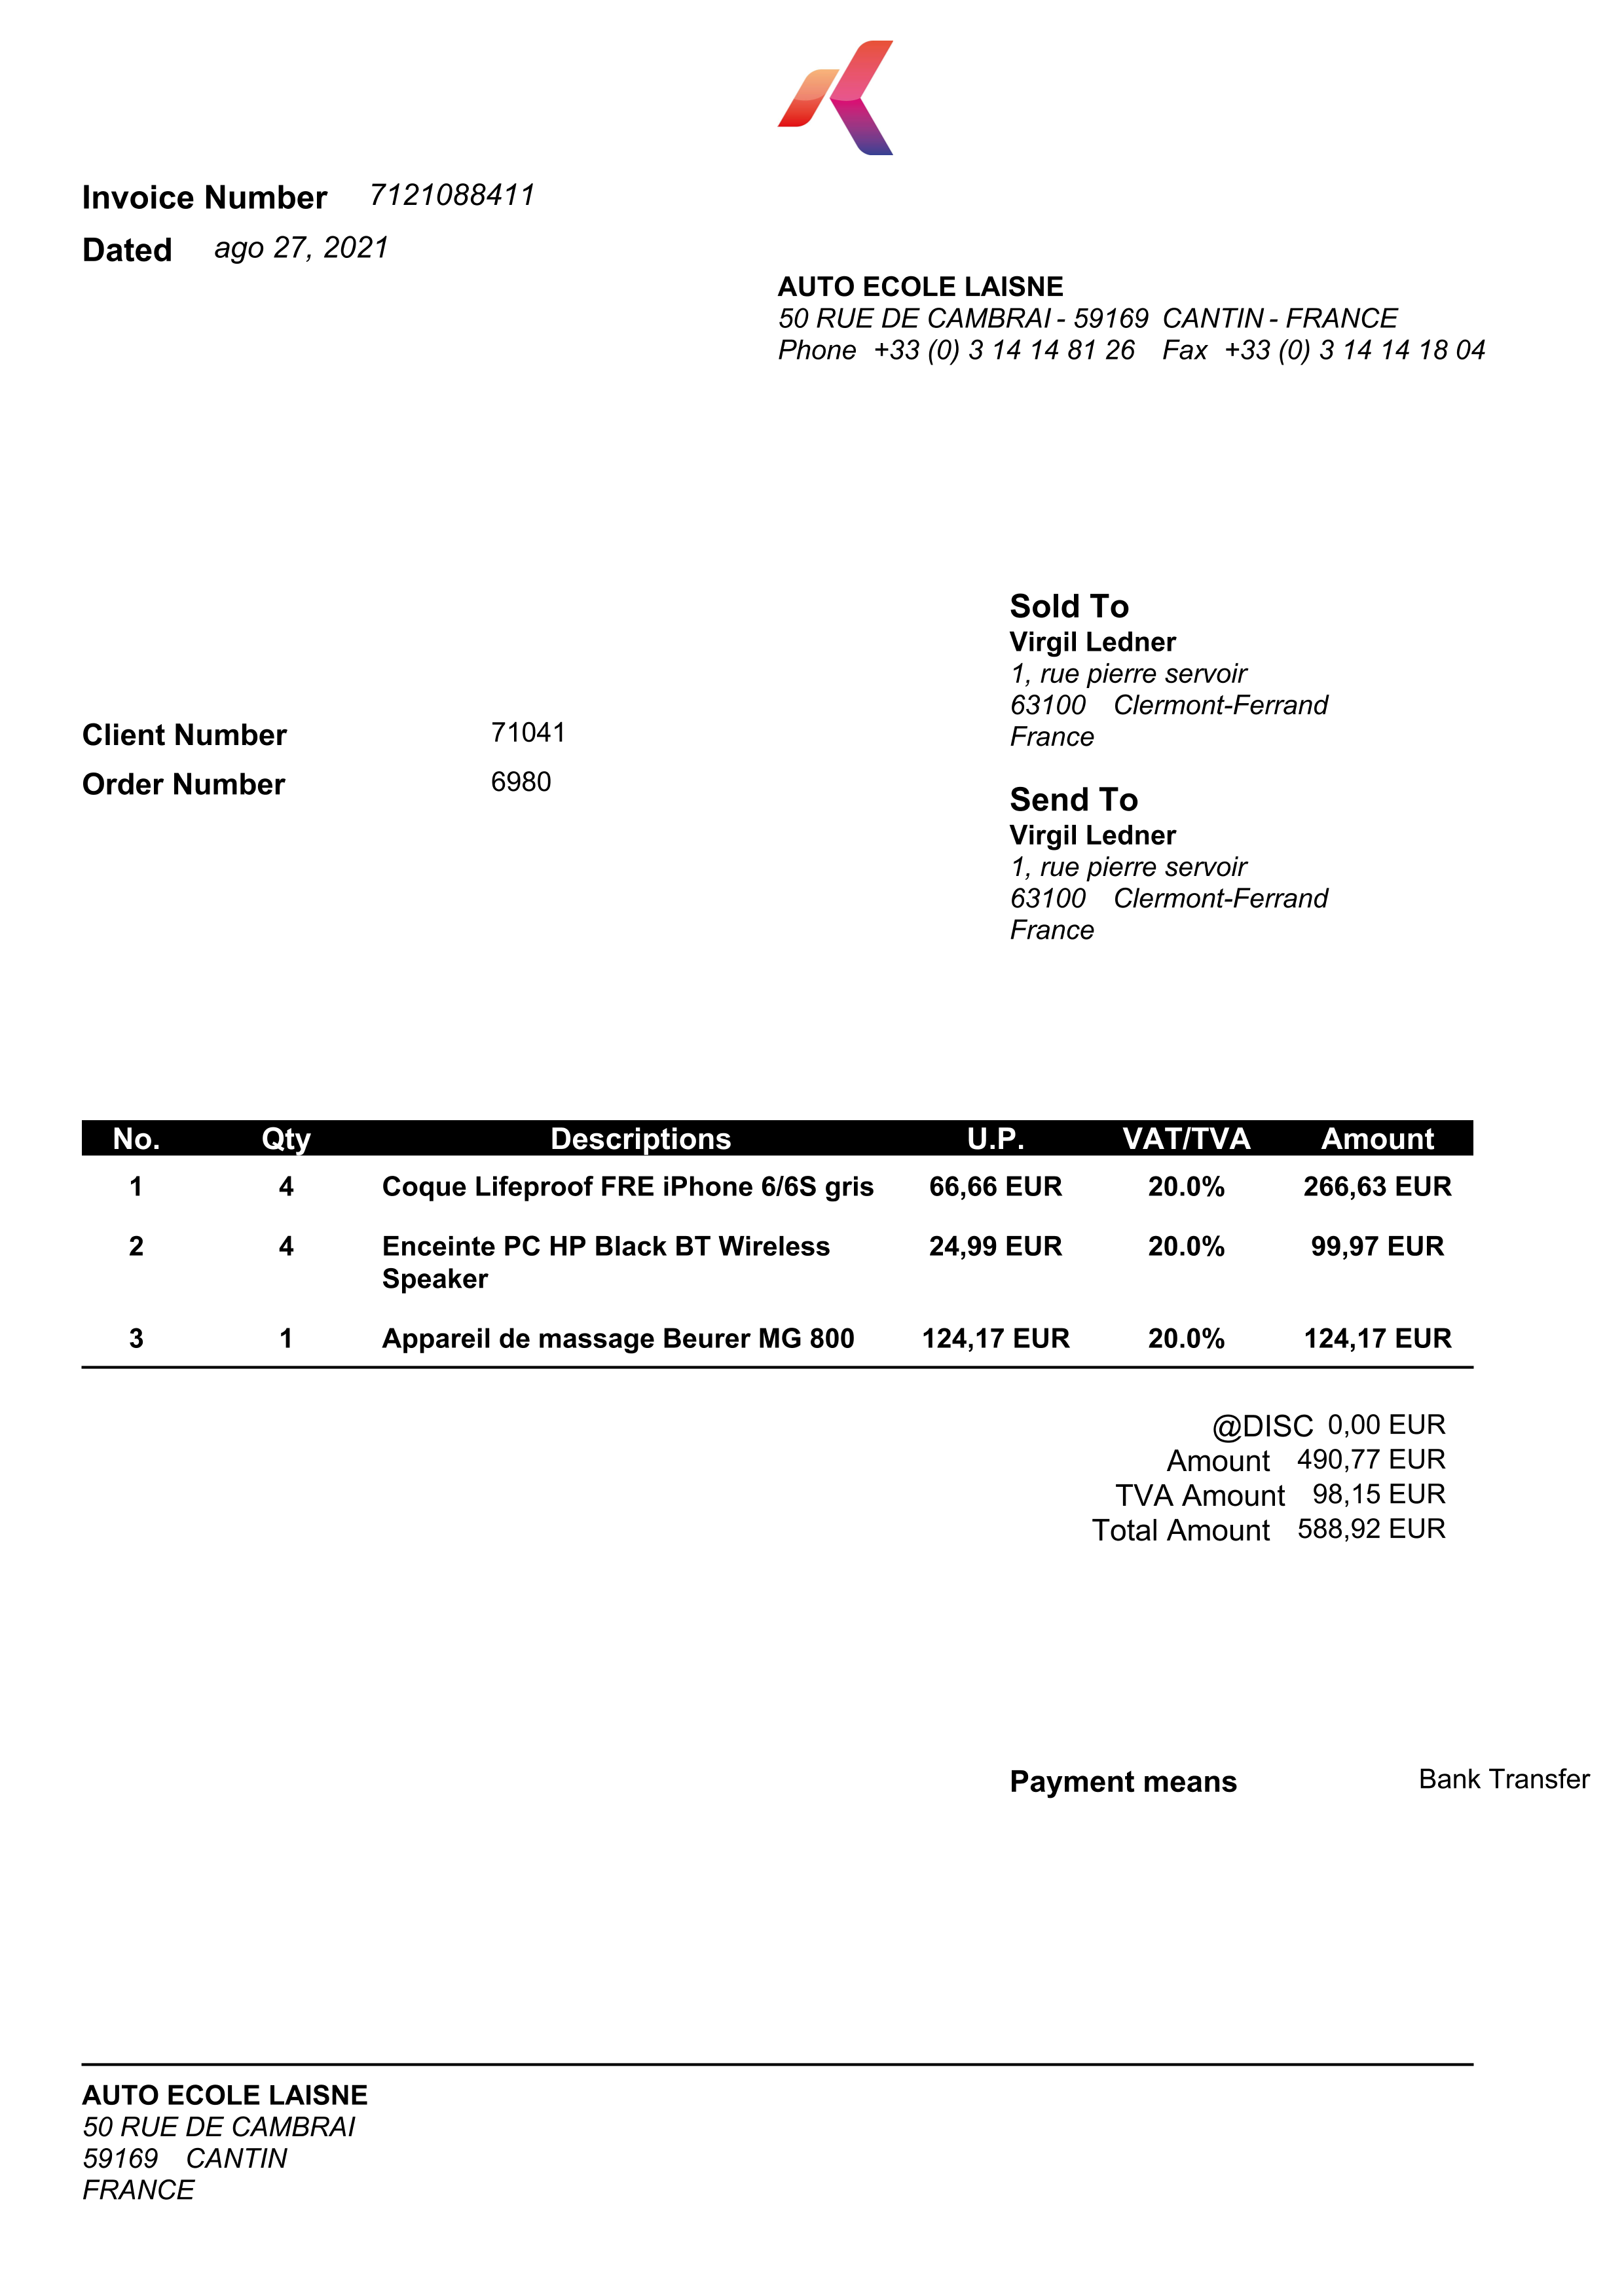 Invoice Number 7121088411
Dated ago 27, 2021
AUTO ECOLE LAISNE
50 RUE DE CAMBRAI - 59169 CANTIN - FRANCE
Phone +33 (0) 3 14 14 81 26 Fax +33 (0) 3 14 14 18 04
Sold To
Virgil Ledner
1, rue pierre servoir
63100 Clermont-Ferrand
France
Client Number 71041
Order Number 6980
Send To
Virgil Ledner
1, rue pierre servoir
63100 Clermont-Ferrand
France
No. Qty Descriptions U.P. VAT/TVA Amount
1 4 Coque Lifeproof FRE iPhone 6/6S gris 66,66 EUR 20.0% 266,63 EUR
2 4 Enceinte PC HP Black BT Wireless 24,99 EUR 20.0% 99,97 EUR
Speaker
3 1 Appareil de massage Beurer MG 800 124,17 EUR 20.0% 124,17 EUR
@DISC 0,00 EUR
Amount 490,77 EUR
TVA Amount 98,15 EUR
Total Amount 588,92 EUR
Payment means Bank Transfer
AUTO ECOLE LAISNE
50 RUE DE CAMBRAI
59169 CANTIN
FRANCE